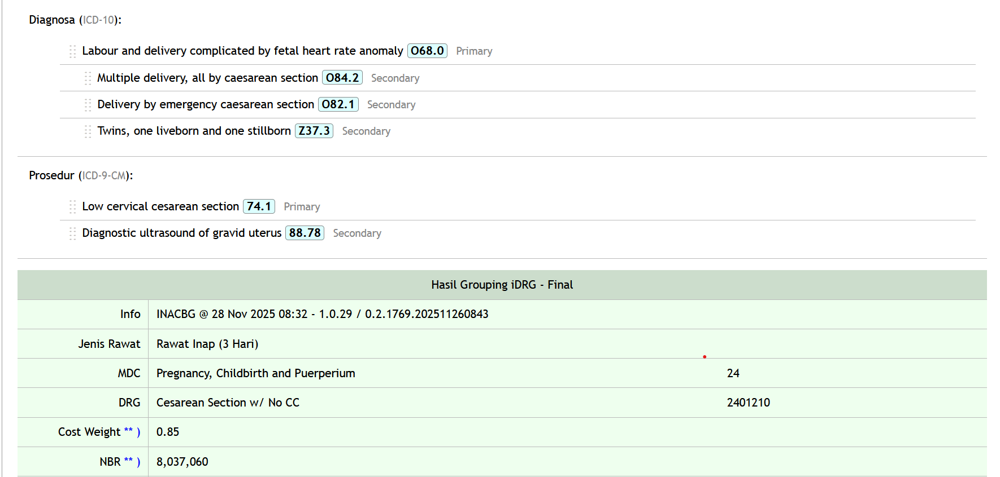 Diagnosa (ICD-10):
Labour and delivery complicated by fetal heart rate anomaly O68.0 Primary
Multiple delivery, all by caesarean section O84.2 Secondary
Delivery by emergency caesarean section O82.1 Secondary
Twins, one liveborn and one stillborn Z37.3 Secondary
Prosedur (ICD-9-CM):
Low cervical cesarean section 74.1 Primary
Diagnostic ultrasound of gravid uterus 88.78 Secondary
Hasil Grouping iDRG - Final
Info INACBG @ 28 Nov 2025 08:32 - 1.0.29 / 0.2.1769.202511260843
Jenis Rawat Rawat Inap (3 Hari)
MDC Pregnancy, Childbirth and Puerperium 24
DRG Cesarean Section w/ No CC 2401210
Cost Weight ** ) 0.85
NBR ** ) 8,037,060